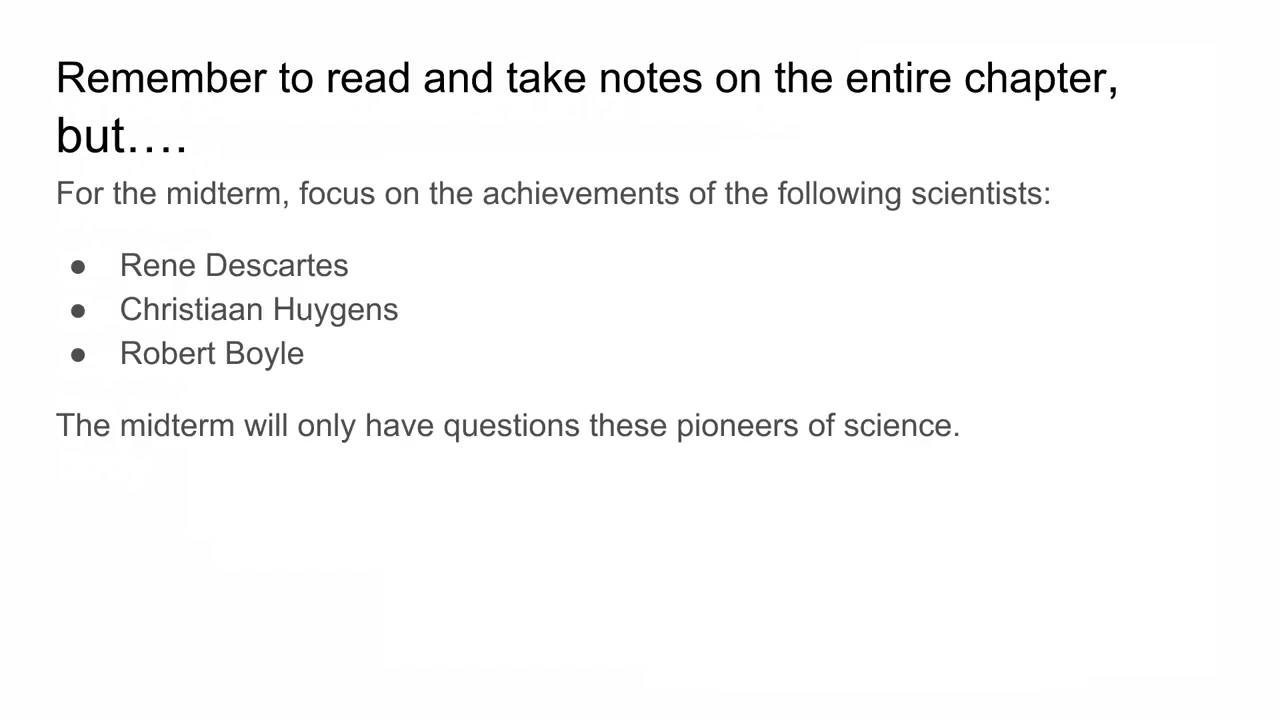 Remember to read and take notes on the entire chapter,
but….
For the midterm, focus on the achievements of the following scientists:
● Rene Descartes
● Christiaan Huygens
● Robert Boyle
The midterm will only have questions these pioneers of science.